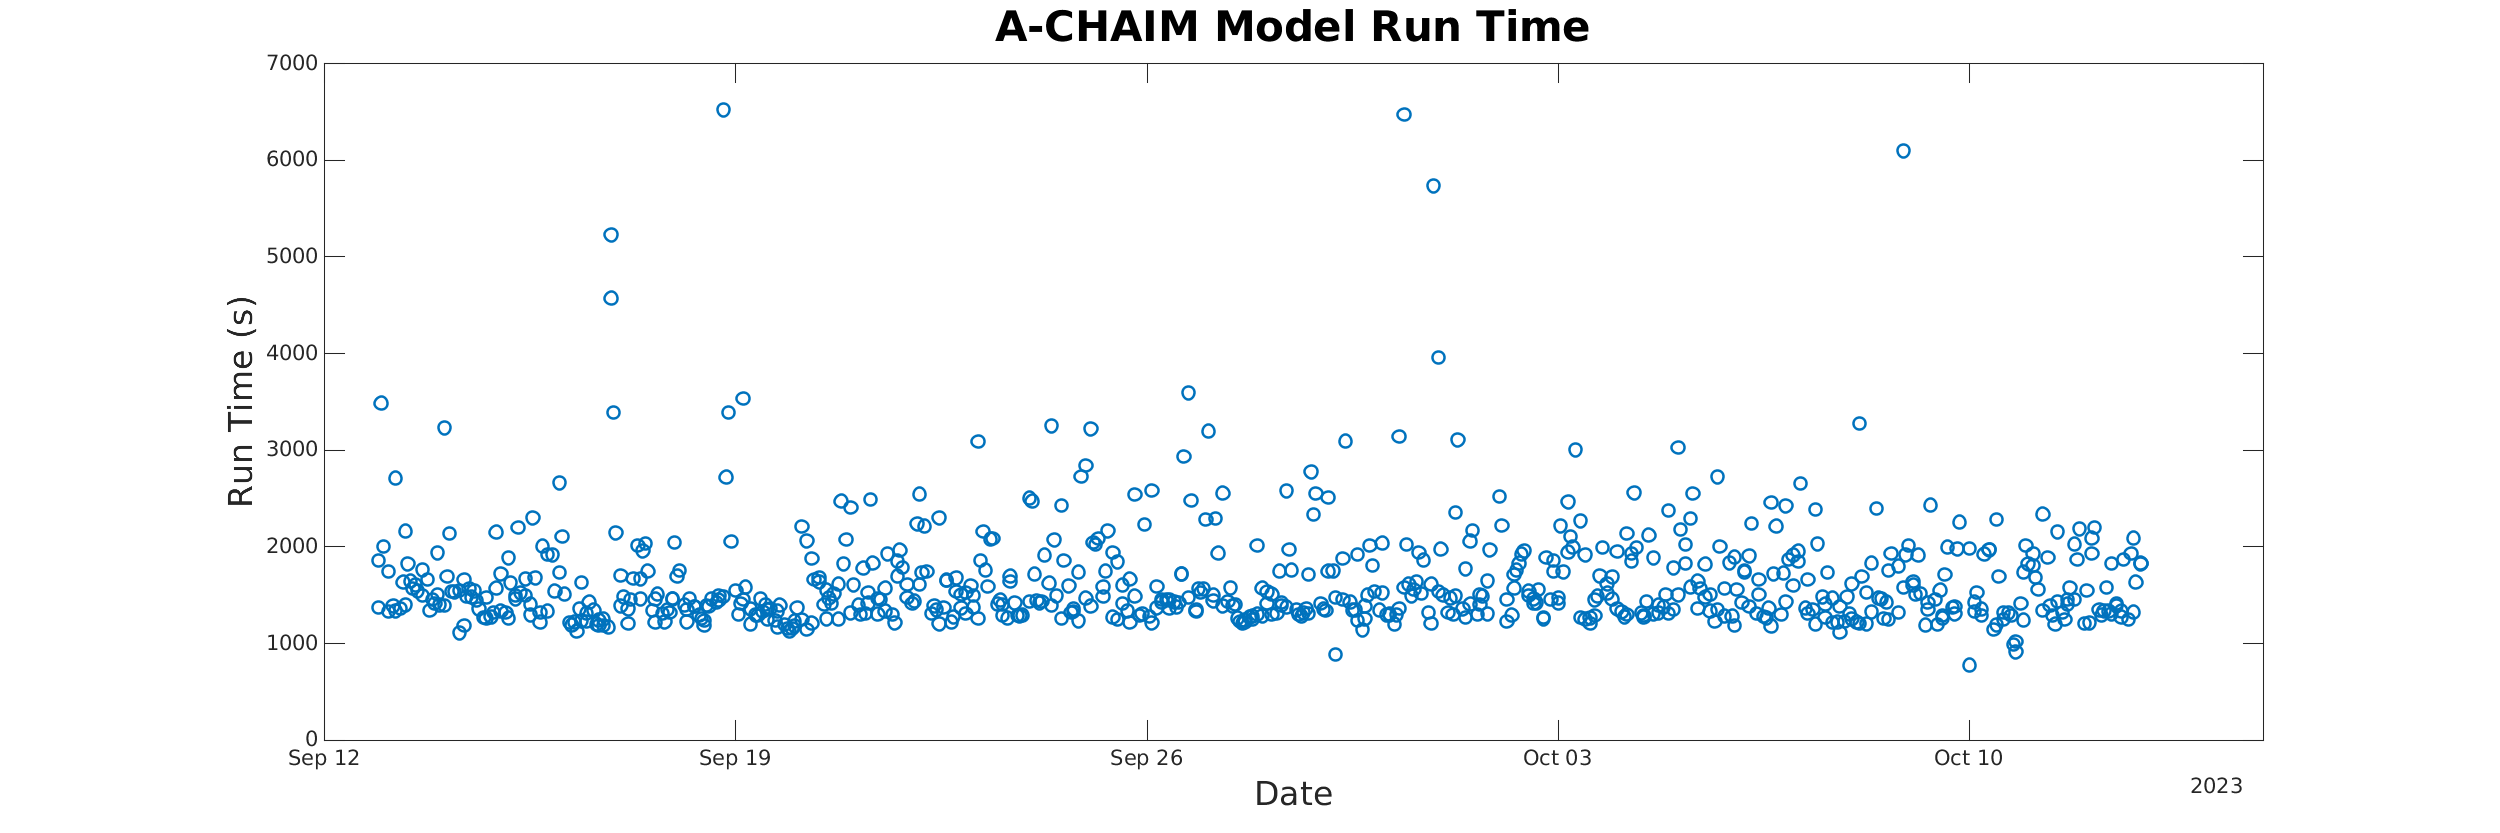 A-CHAIM Model Run Time
7000
6000
5000
4000
3000
2000
1000
0
Run Time (s)
Sep 12 Sep 19 Sep 26 Oct 03 Oct 10
2023
Date